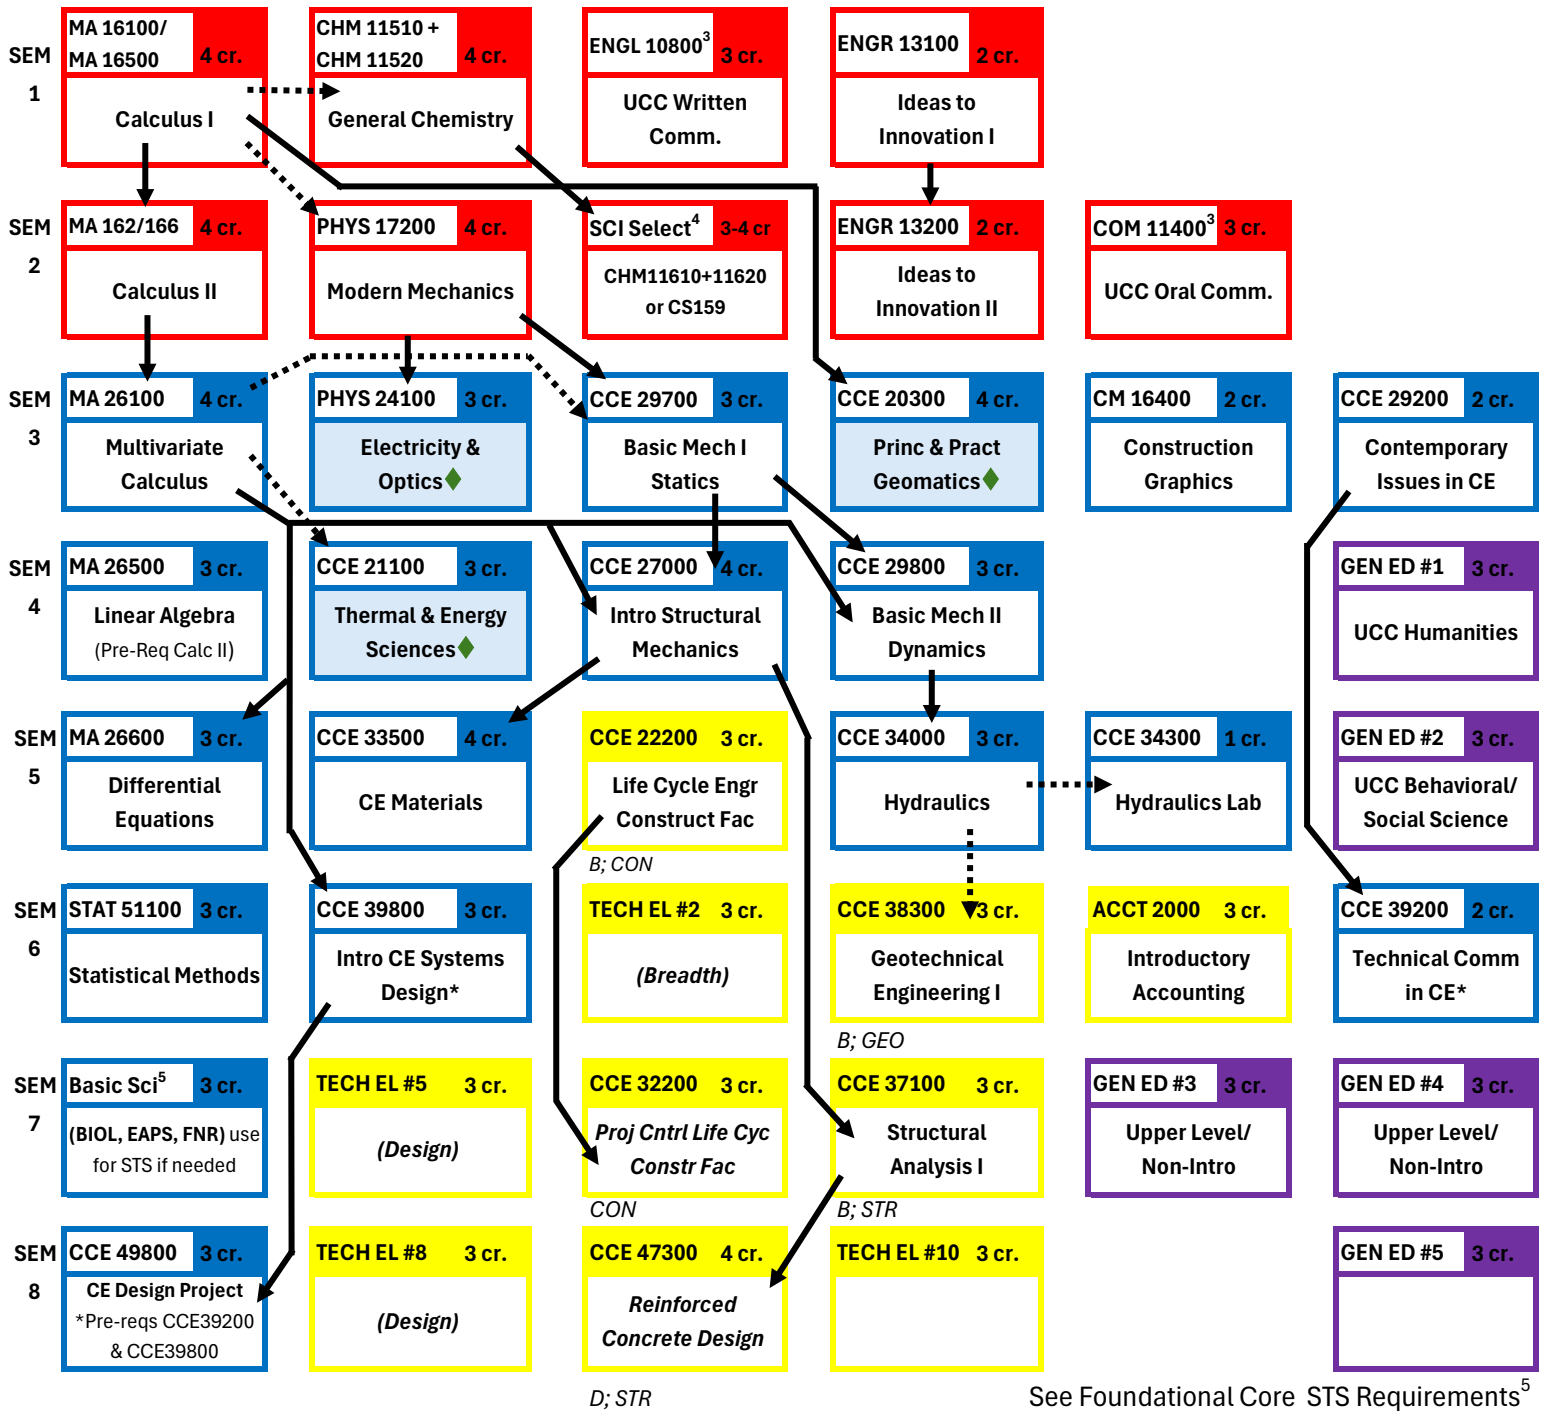 SEM
1
MA 16100/
MA 16500
4 cr.
Calculus I
CHM 11510 +
CHM 11520
4 cr.
General Chemistry
ENGL 10800³
3 cr.
UCC Written
Comm.
ENGR 13100
2 cr.
Ideas to
Innovation I
SEM
2
MA 162/166
4 cr.
Calculus II
PHYS 17200
4 cr.
Modern Mechanics
SCI Select⁴
3-4 cr
CHM11610+11620
or CS159
ENGR 13200
2 cr.
Ideas to
Innovation II
COM 11400³
3 cr.
UCC Oral Comm.
SEM
3
MA 26100
4 cr.
Multivariate
Calculus
PHYS 24100
3 cr.
Electricity &
Optics♦
CCE 29700
3 cr.
Basic Mech I
Statics
CCE 20300
4 cr.
Princ & Pract
Geomatics♦
CM 16400
2 cr.
Construction
Graphics
CCE 29200
2 cr.
Contemporary
Issues in CE
SEM
4
MA 26500
3 cr.
Linear Algebra
(Pre-Req Calc II)
CCE 21100
3 cr.
Thermal & Energy
Sciences♦
CCE 27000
4 cr.
Intro Structural
Mechanics
CCE 29800
3 cr.
Basic Mech II
Dynamics
GEN ED #1
3 cr.
UCC Humanities
SEM
5
MA 26600
3 cr.
Differential
Equations
CCE 33500
4 cr.
CE Materials
CCE 22200
3 cr.
Life Cycle Engr
Construct Fac
B; CON
CCE 34000
3 cr.
Hydraulics
CCE 34300
1 cr.
Hydraulics Lab
GEN ED #2
3 cr.
UCC Behavioral/
Social Science
SEM
6
STAT 51100
3 cr.
Statistical Methods
CCE 39800
3 cr.
Intro CE Systems
Design*
TECH EL #2
3 cr.
(Breadth)
CCE 38300
3 cr.
Geotechnical
Engineering I
B; GEO
ACCT 2000
3 cr.
Introductory
Accounting
CCE 39200
2 cr.
Technical Comm
in CE*
SEM
7
Basic Sci⁵
3 cr.
(BIOL, EAPS, FNR) use
for STS if needed
TECH EL #5
3 cr.
(Design)
CCE 32200
3 cr.
Proj Cntrl Life Cyc
Constr Fac
CON
CCE 37100
3 cr.
Structural
Analysis I
B; STR
GEN ED #3
3 cr.
Upper Level/
Non-Intro
GEN ED #4
3 cr.
Upper Level/
Non-Intro
SEM
8
CCE 49800
3 cr.
CE Design Project
*Pre-reqs CCE39200
& CCE39800
TECH EL #8
3 cr.
(Design)
CCE 47300
4 cr.
Reinforced
Concrete Design
D; STR
TECH EL #10
3 cr.
GEN ED #5
3 cr.
See Foundational Core STS Requirements⁵